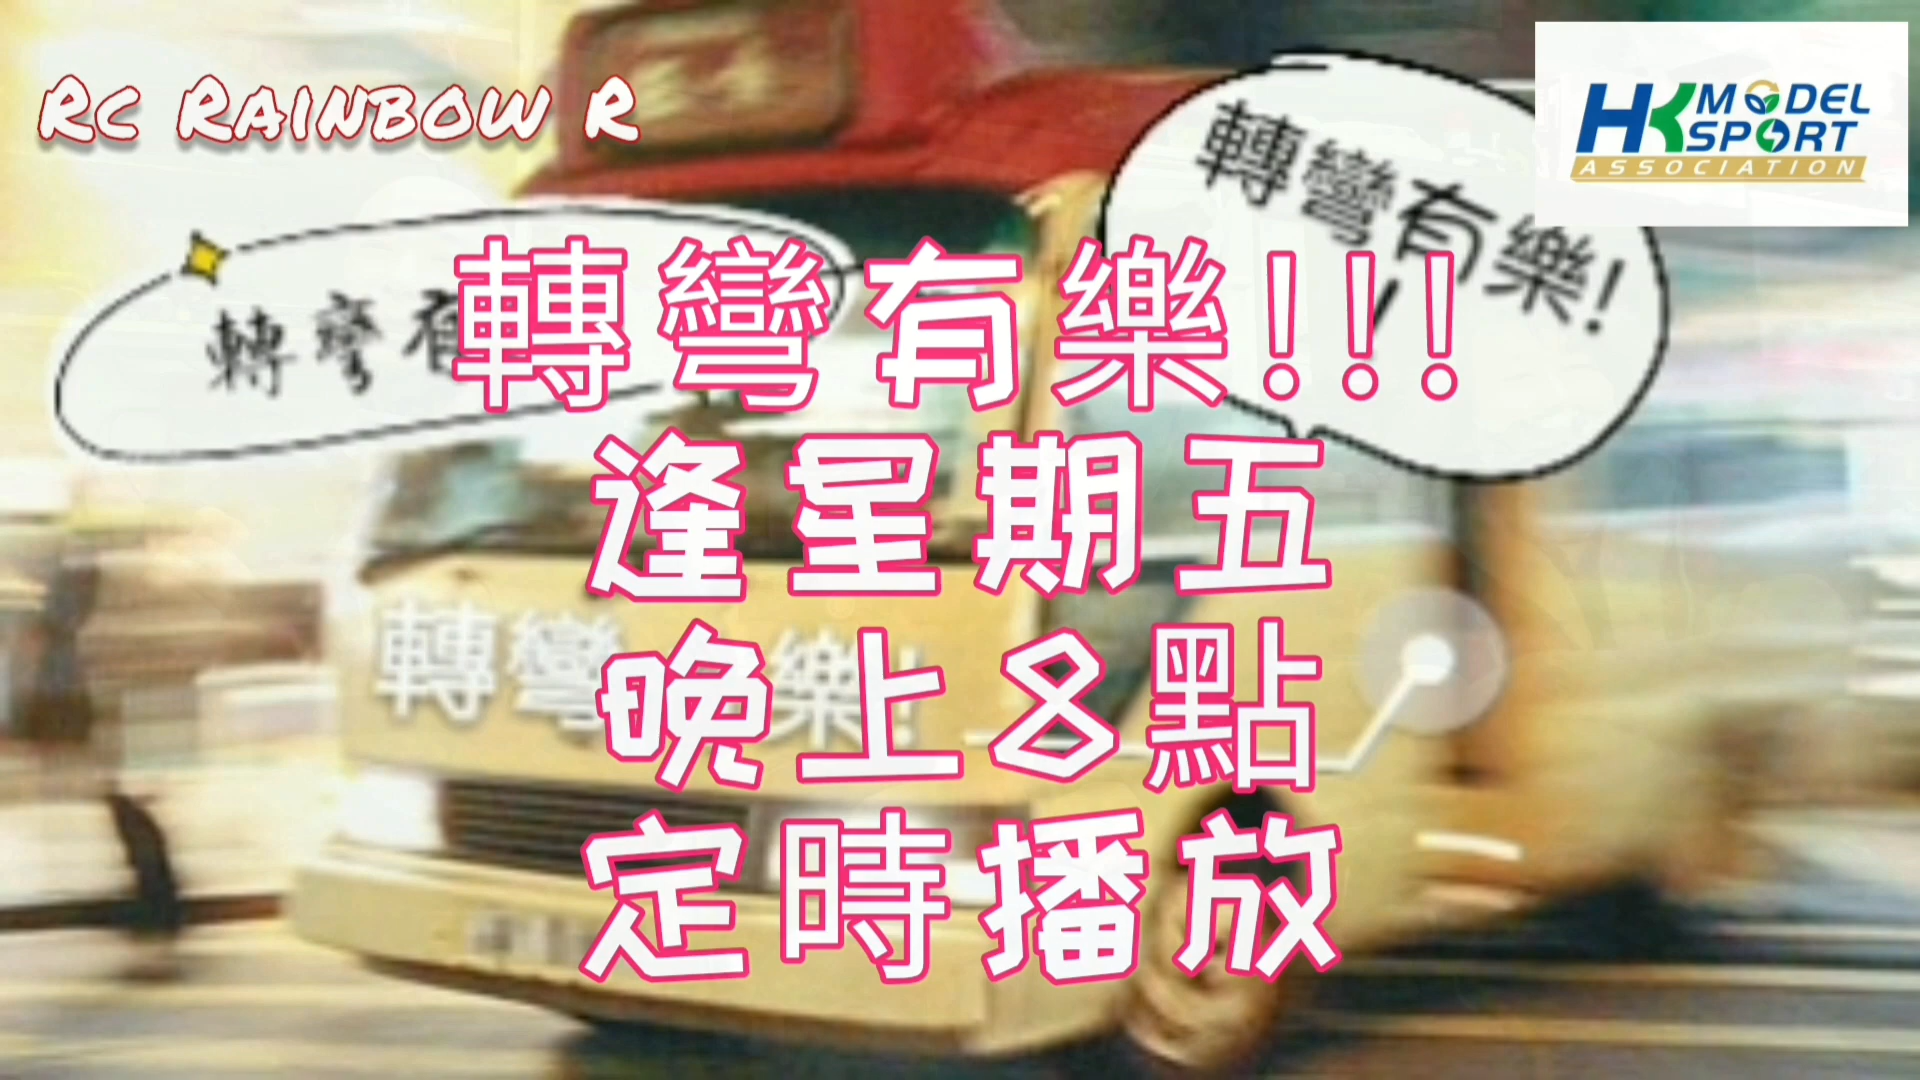 Rc Rainbow R
HK MODEL
SPORT
ASSOCIATION
轉彎有樂!
轉彎有
轉彎有樂!!!
逢星期五
晚上8點
定時播放
轉彎 樂!